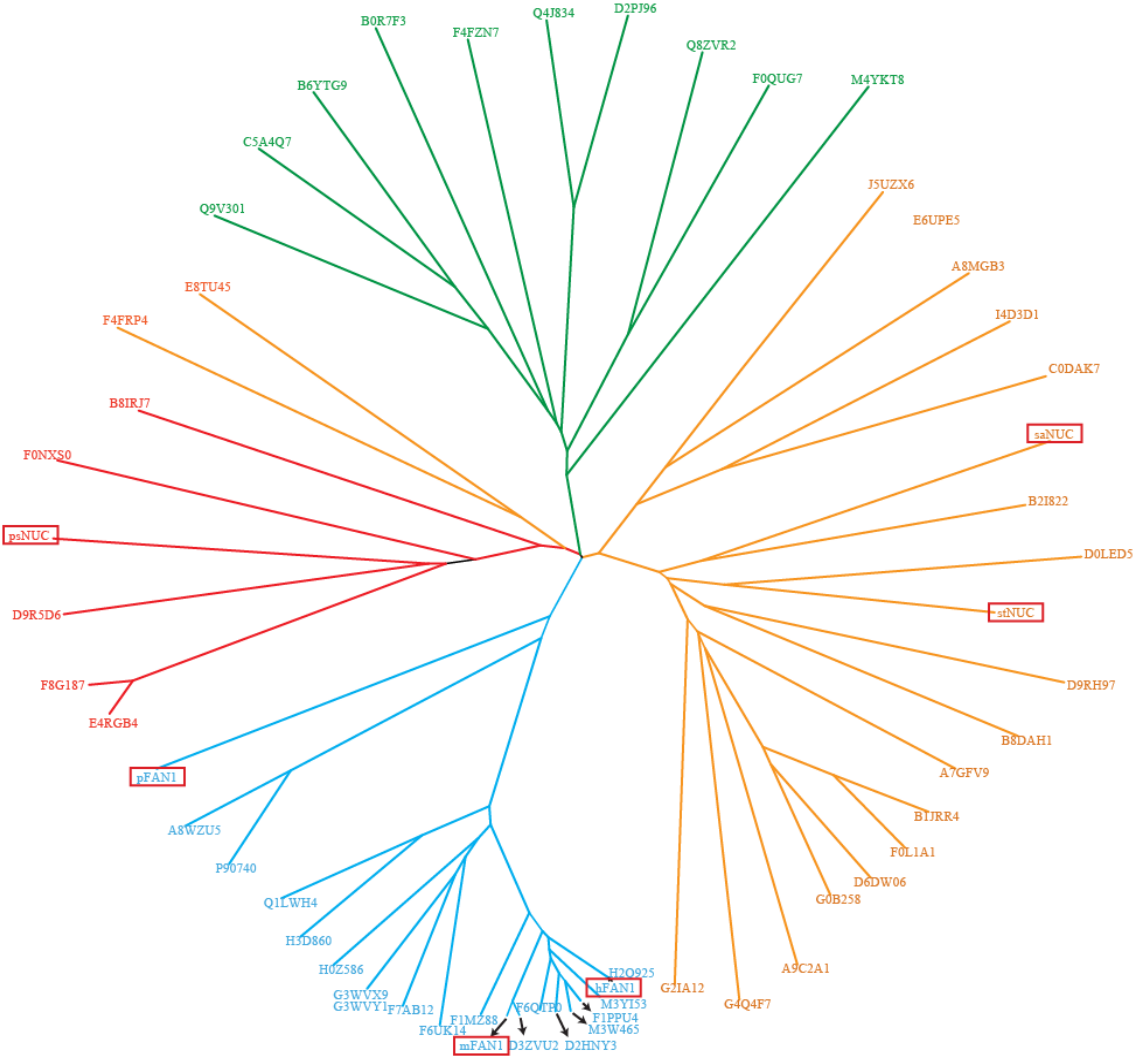 D2PJ96
Q4J834
B0R7F3
F4FZN7
Q8ZVR2
F0QUG7
M4YKT8
B6YTG9
C5A4Q7
J5UZX6
Q9V301
E6UPE5
A8MGB3
E8TU45
I4D3D1
F4FRP4
C0DAK7
B8IRJ7
saNUC
F0NXS0
B2I822
psNUC
D0LED5
D9R5D6
stNUC
F8G187
D9RH97
E4RGB4
B8DAH1
pFAN1
A7GFV9
A8WZU5
B1JRR4
P90740
F0L1A1
D6DW06
Q1LWH4
G0B258
H3D860
H0Z586
A9C2A1
H2Q925
hFAN1
G2IA12
G3WVX9
G3WVY1
F7AB12
F6QTP0
M3YI53
G4Q4F7
F1MZ88
F1PPU4
F6UK14
M3W465
mFAN1
D3ZVU2
D2HNY3